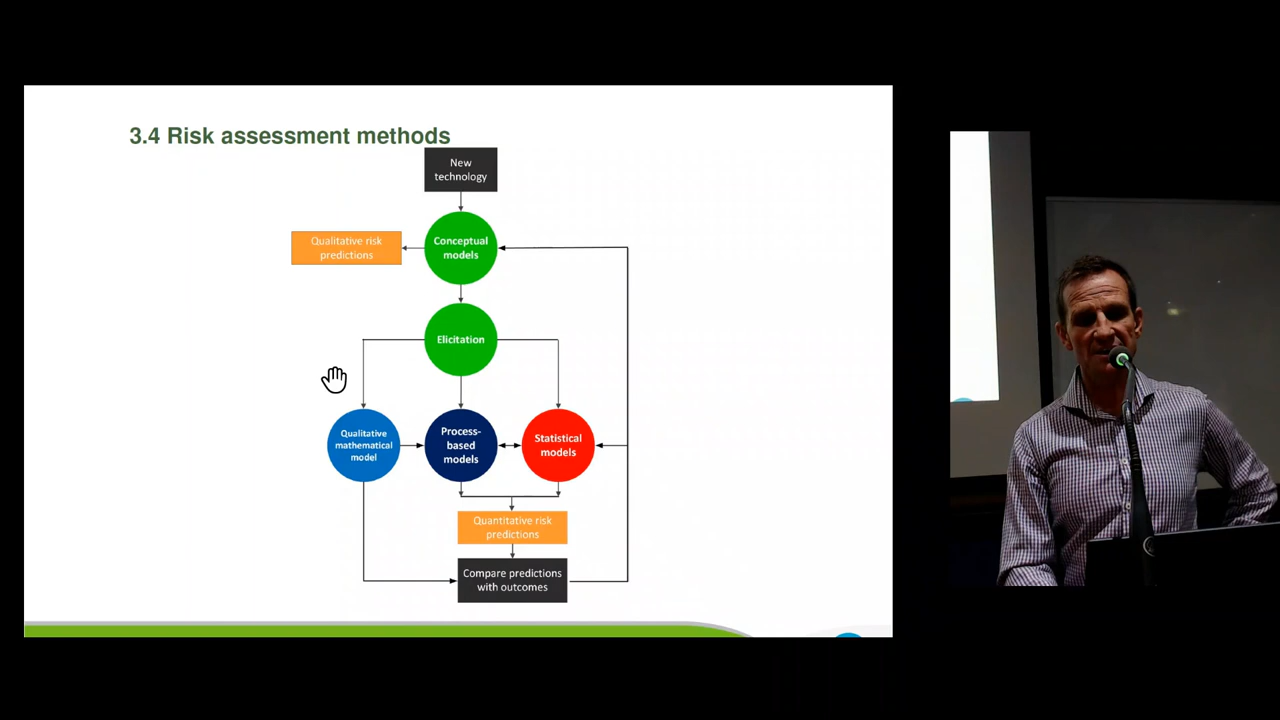 3.4 Risk assessment methods
New
technology
Qualitative risk
predictions
Conceptual
models
Elicitation
Qualitative
mathematical
model
Process-
based
models
Statistical
models
Quantitative risk
predictions
Compare predictions
with outcomes